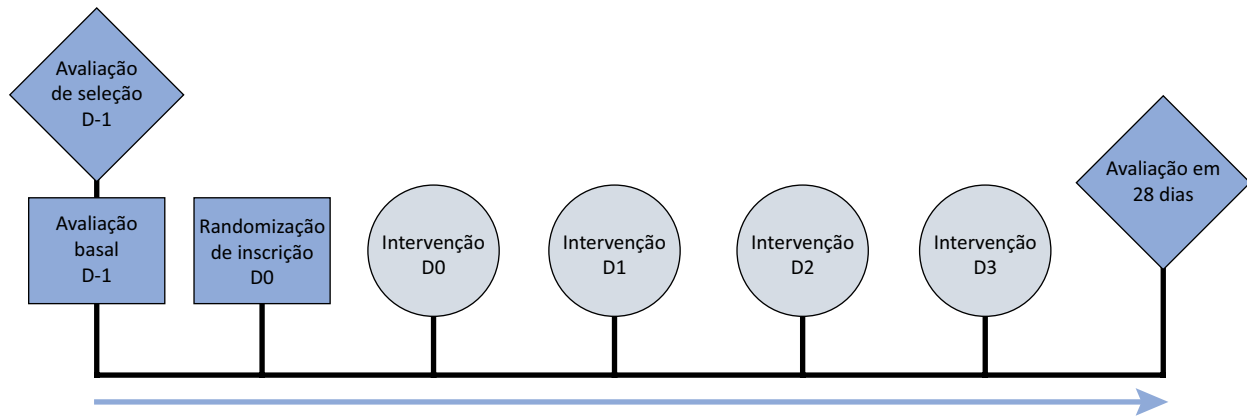 Avaliação
de seleção
D-1
Avaliação
basal
D-1
Randomização
de inscrição
D0
Intervenção
D0
Intervenção
D1
Intervenção
D2
Intervenção
D3
Avaliação em
28 dias